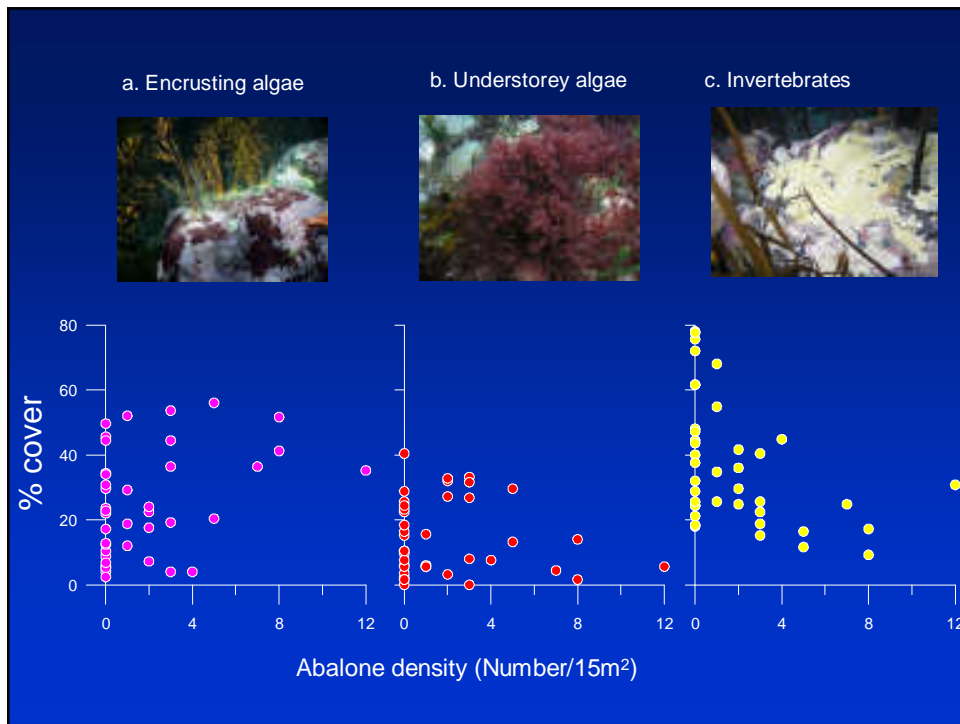 a. Encrusting algae
b. Understorey algae
c. Invertebrates
80
60
40
20
0
% cover
0 4 8 12
0 4 8 12
0 4 8 12
Abalone density (Number/15m²)